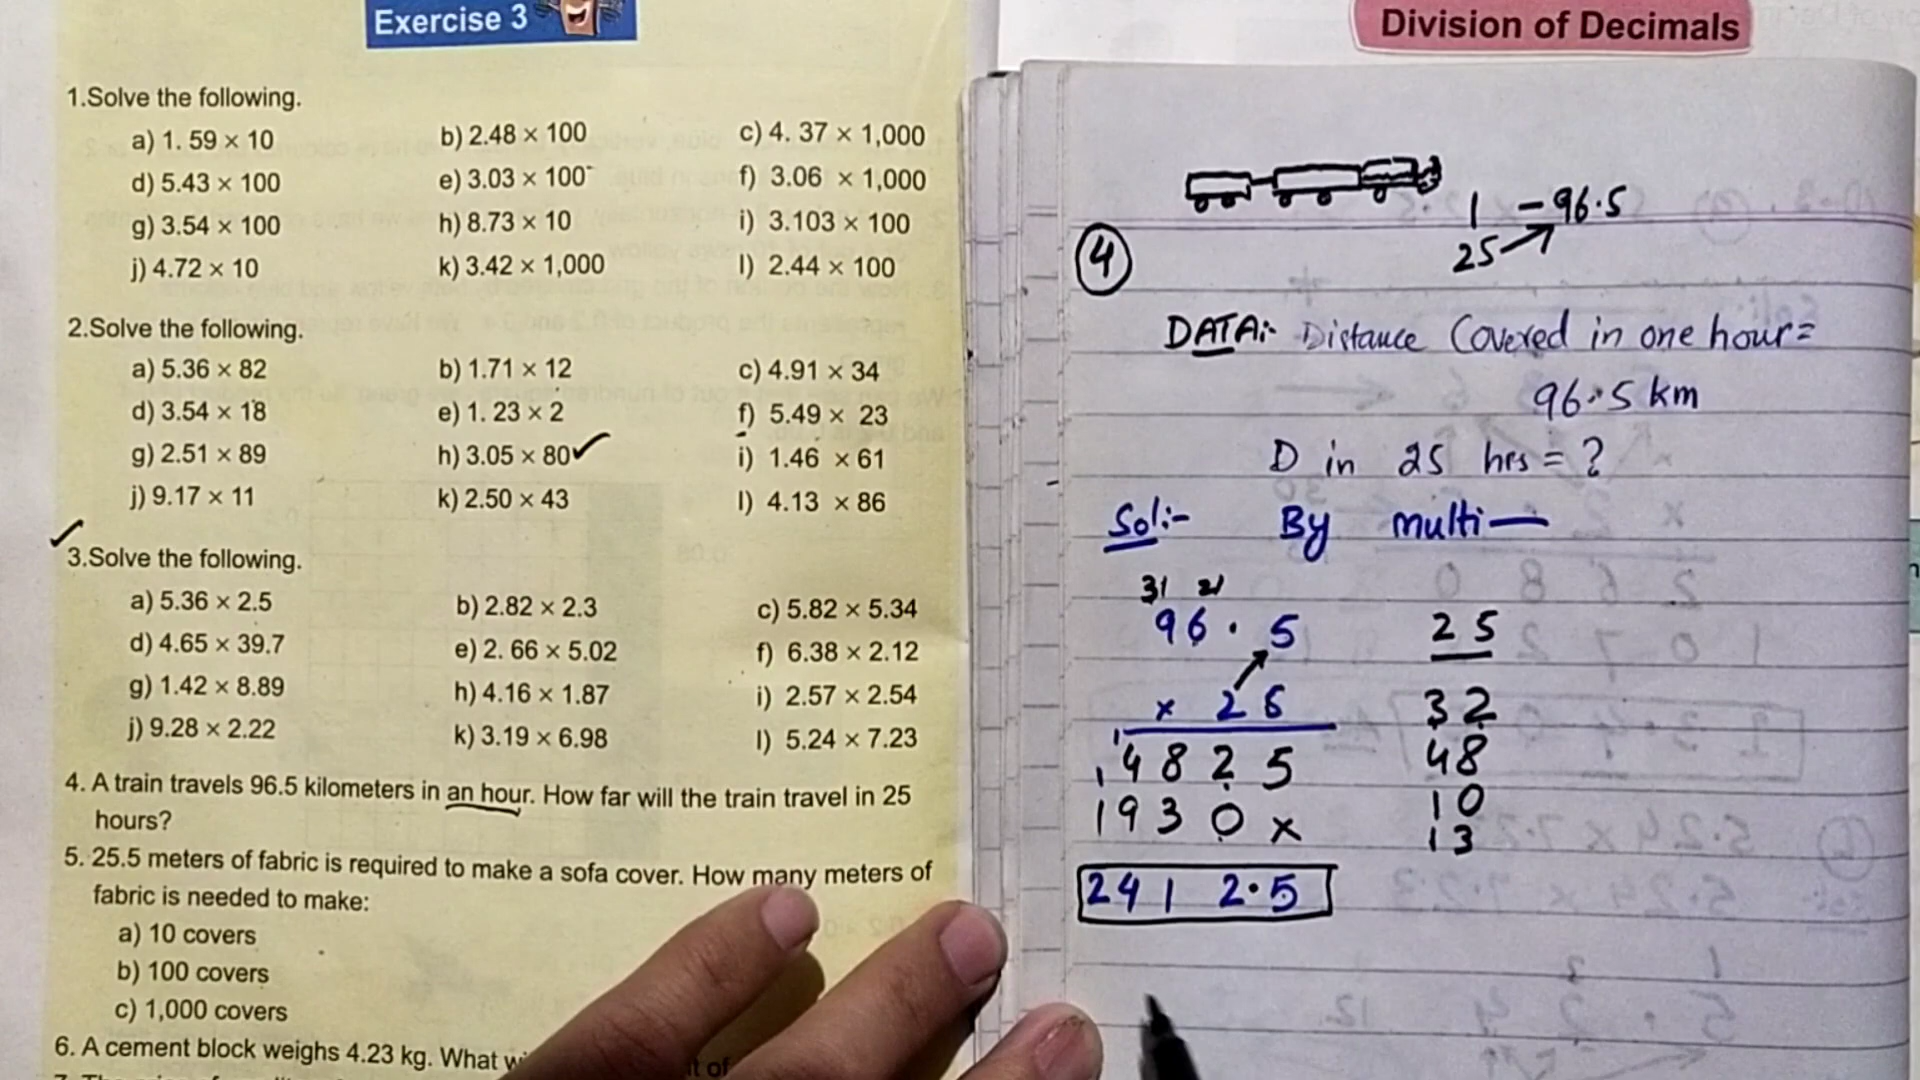 Exercise 3
1.Solve the following.
a) 1. 59 × 10 b) 2.48 × 100 c) 4. 37 × 1,000
d) 5.43 × 100 e) 3.03 × 100 f) 3.06 × 1,000
g) 3.54 × 100 h) 8.73 × 10 i) 3.103 × 100
j) 4.72 × 10 k) 3.42 × 1,000 l) 2.44 × 100
2.Solve the following.
a) 5.36 × 82 b) 1.71 × 12 c) 4.91 × 34
d) 3.54 × 18 e) 1. 23 × 2 f) 5.49 × 23
g) 2.51 × 89 h) 3.05 × 80 i) 1.46 × 61
j) 9.17 × 11 k) 2.50 × 43 l) 4.13 × 86
3.Solve the following.
a) 5.36 × 2.5 b) 2.82 × 2.3 c) 5.82 × 5.34
d) 4.65 × 39.7 e) 2. 66 × 5.02 f) 6.38 × 2.12
g) 1.42 × 8.89 h) 4.16 × 1.87 i) 2.57 × 2.54
j) 9.28 × 2.22 k) 3.19 × 6.98 l) 5.24 × 7.23
4. A train travels 96.5 kilometers in an hour. How far will the train travel in 25
hours?
5. 25.5 meters of fabric is required to make a sofa cover. How many meters of
fabric is needed to make:
a) 10 covers
b) 100 covers
c) 1,000 covers
6. A cement block weighs 4.23 kg. What
Division of Decimals
1 - 96.5
25
4
DATA:- Distance Covered in one hour =
96.5 km
D in 25 hrs = ?
Sol:- By multi—
31 21
96.5 25
× 25 32
4825 48
1930× 10
13
2412.5